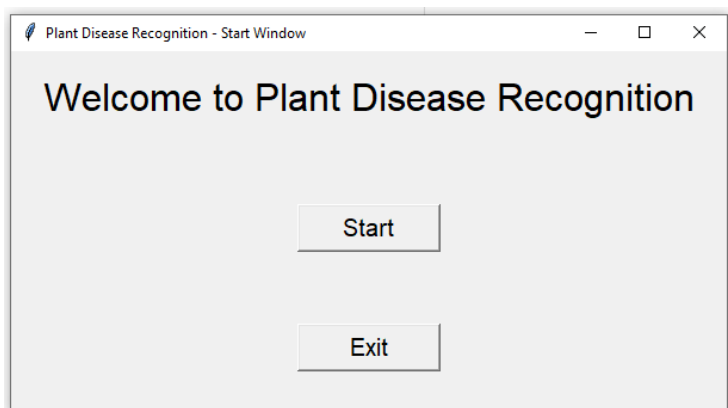 Plant Disease Recognition - Start Window
Welcome to Plant Disease Recognition
Start
Exit